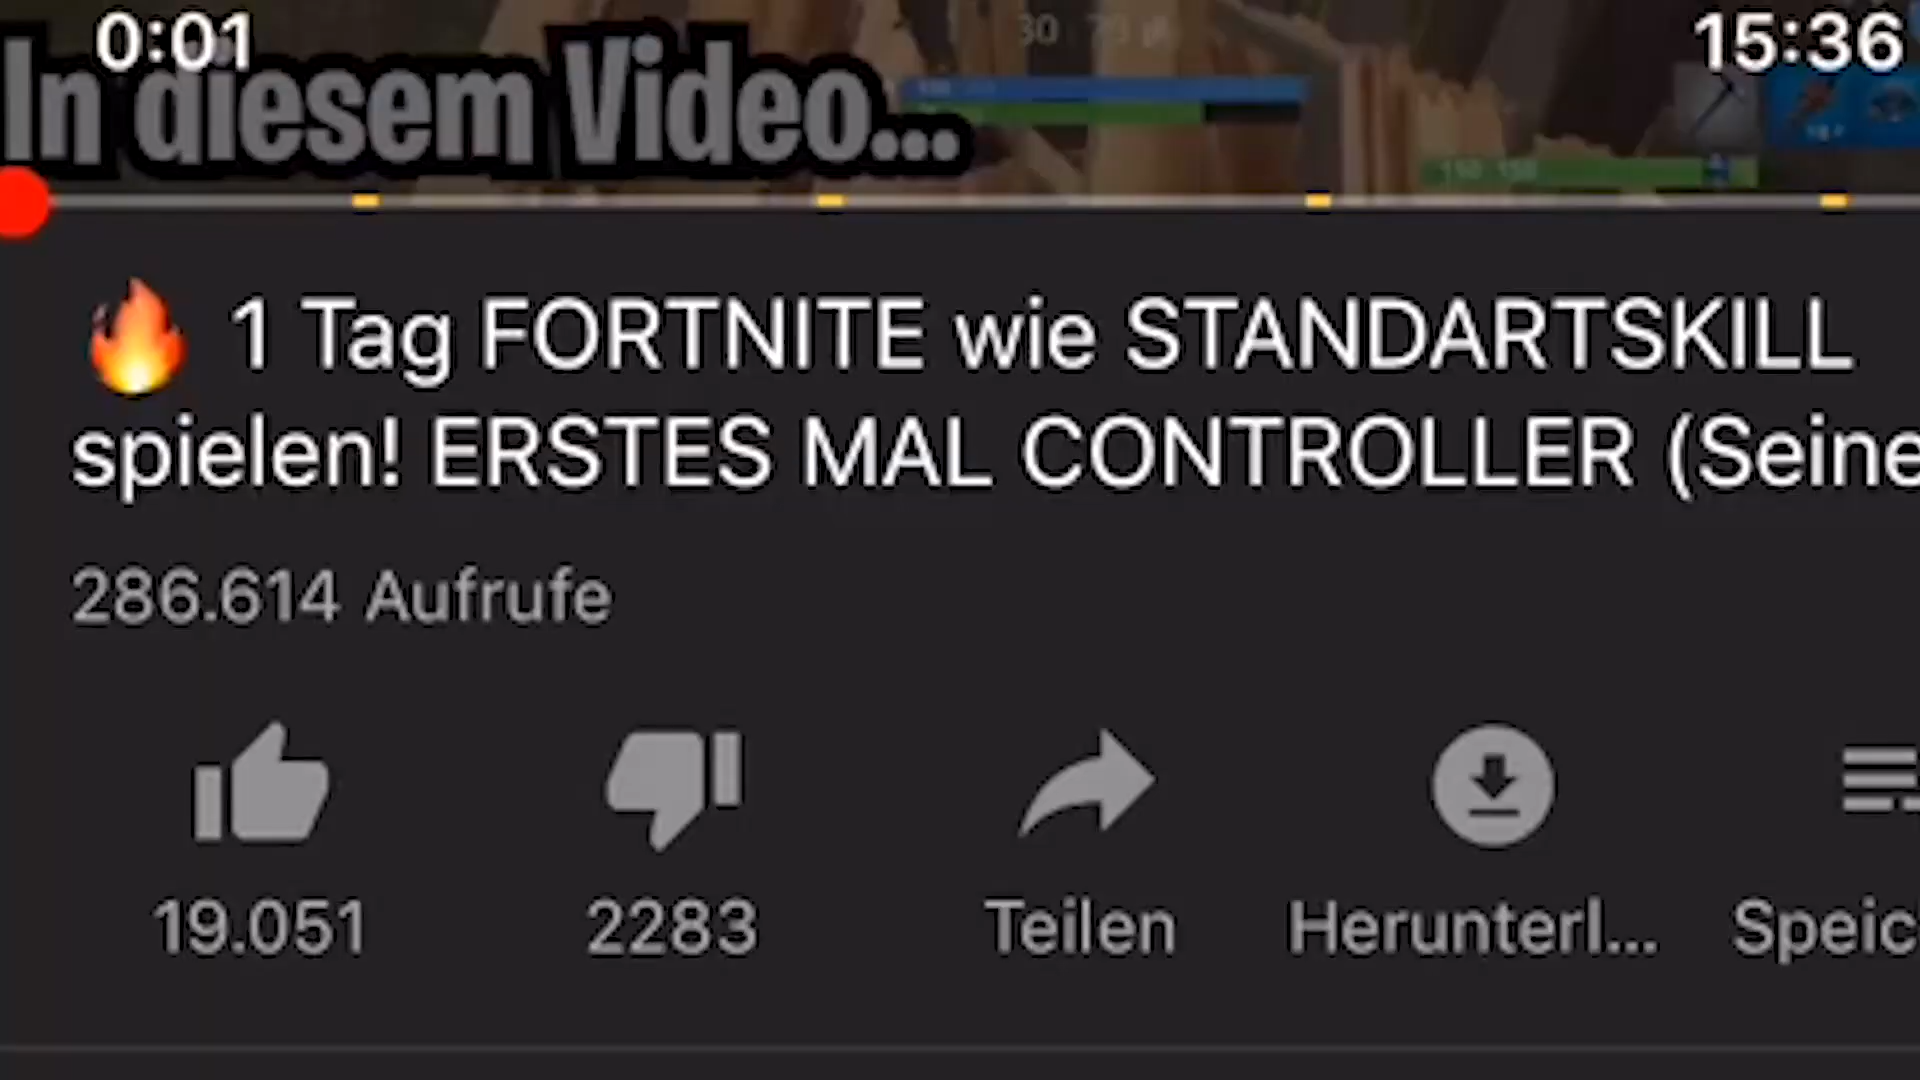 0:01
15:36
In diesem Video...
🔥 1 Tag FORTNITE wie STANDARTSKILL
spielen! ERSTES MAL CONTROLLER (Seine
286.614 Aufrufe
19.051
2283
Teilen
Herunterl...
Speic